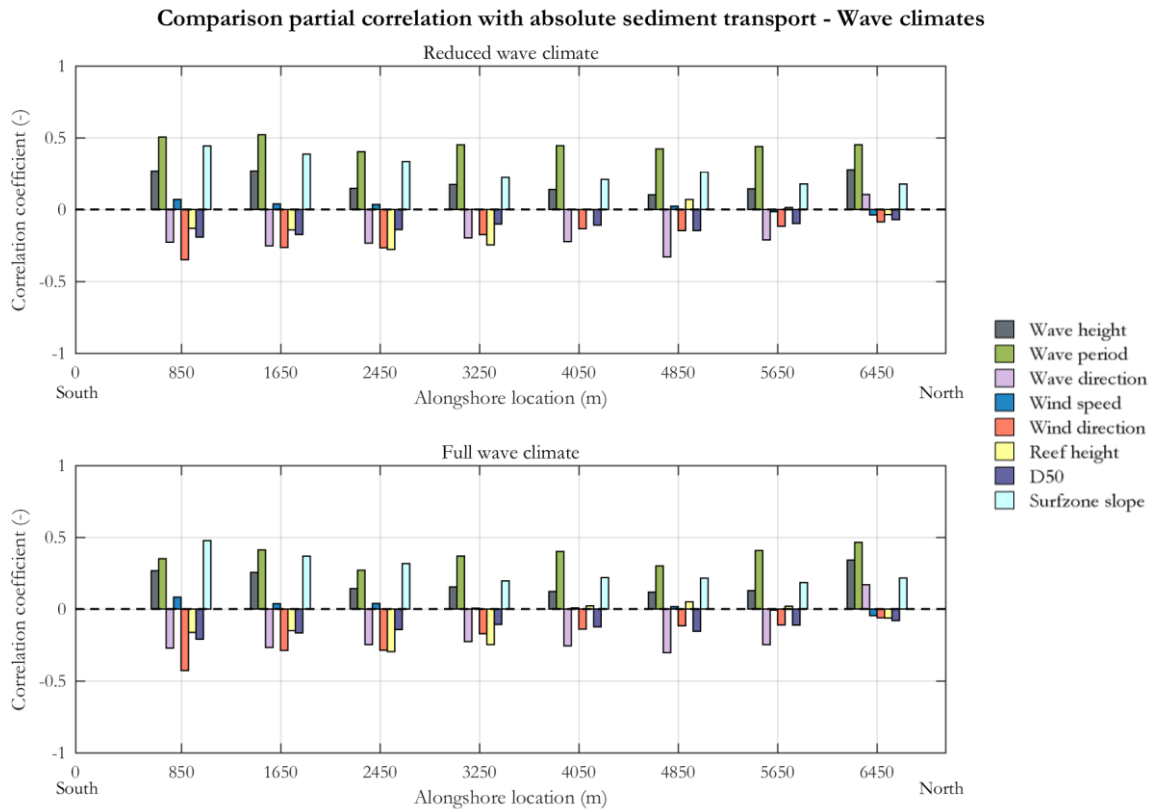 Comparison partial correlation with absolute sediment transport - Wave climates
Reduced wave climate
Correlation coefficient (-)
1
0.5
0
-0.5
-1
0 850 1650 2450 3250 4050 4850 5650 6450
South North
Alongshore location (m)
Wave height
Wave period
Wave direction
Wind speed
Wind direction
Reef height
D50
Surfzone slope
Full wave climate
Correlation coefficient (-)
1
0.5
0
-0.5
-1
0 850 1650 2450 3250 4050 4850 5650 6450
South North
Alongshore location (m)